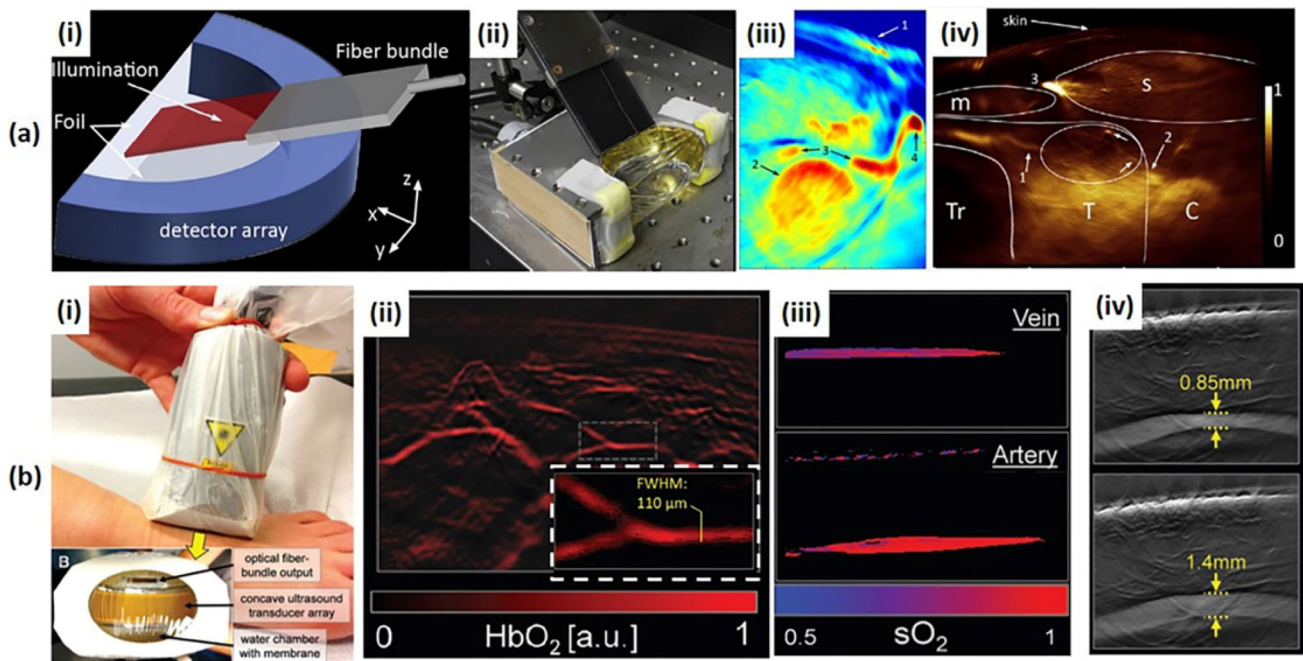 (a)
(i)
Illumination
Foil
Fiber bundle
detector array
z
x
y
(ii)
(iii)
1
2
3
4
(iv)
skin
3
S
m
1
2
Tr
T
C
1
0
(b)
(i)
B
optical fiber-
bundle output
concave ultrasound
transducer array
water chamber
with membrane
(ii)
FWHM:
110 µm
0
HbO₂ [a.u.]
1
(iii)
Vein
Artery
0.5
sO₂
1
(iv)
0.85mm
1.4mm